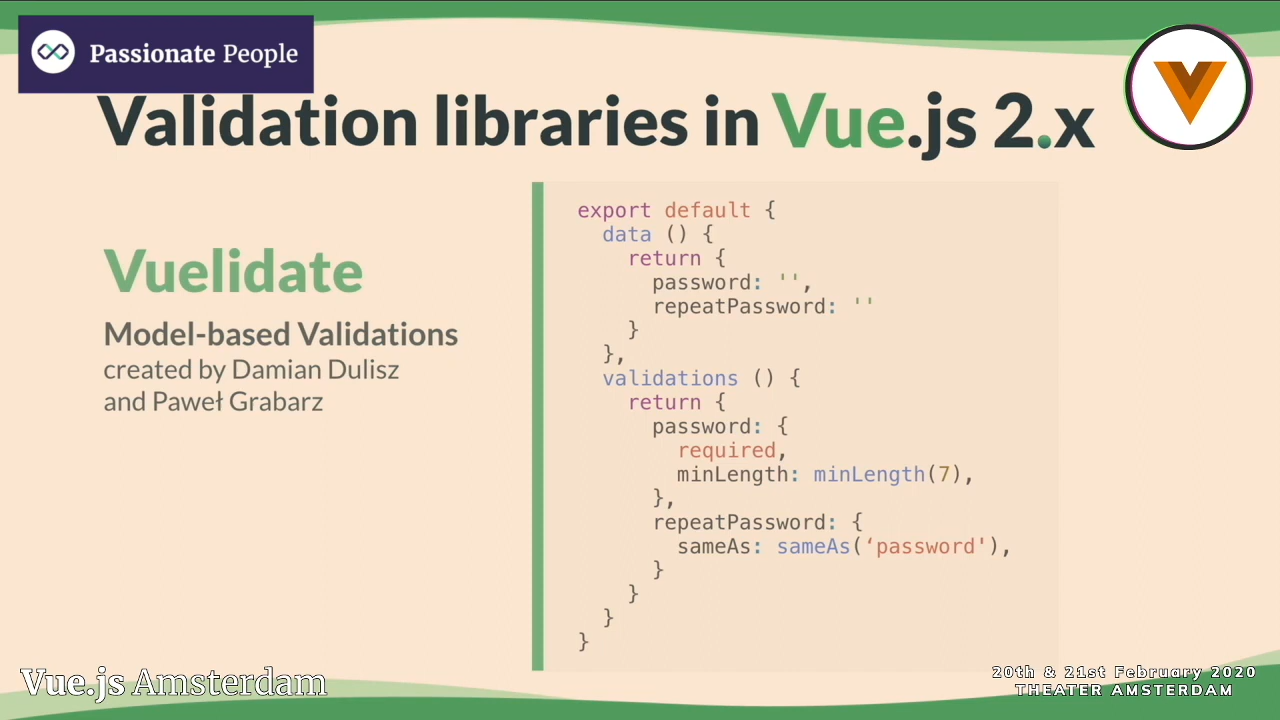 Passionate People
Validation libraries in Vue.js 2.x
Vuelidate
Model-based Validations
created by Damian Dulisz
and Paweł Grabarz
export default {
  data () {
    return {
      password: '',
      repeatPassword: ''
    }
  },
  validations () {
    return {
      password: {
        required,
        minLength: minLength(7),
      },
      repeatPassword: {
        sameAs: sameAs(‘password'),
      }
    }
  }
}
Vue.js Amsterdam
20th & 21st February 2020
THEATER AMSTERDAM